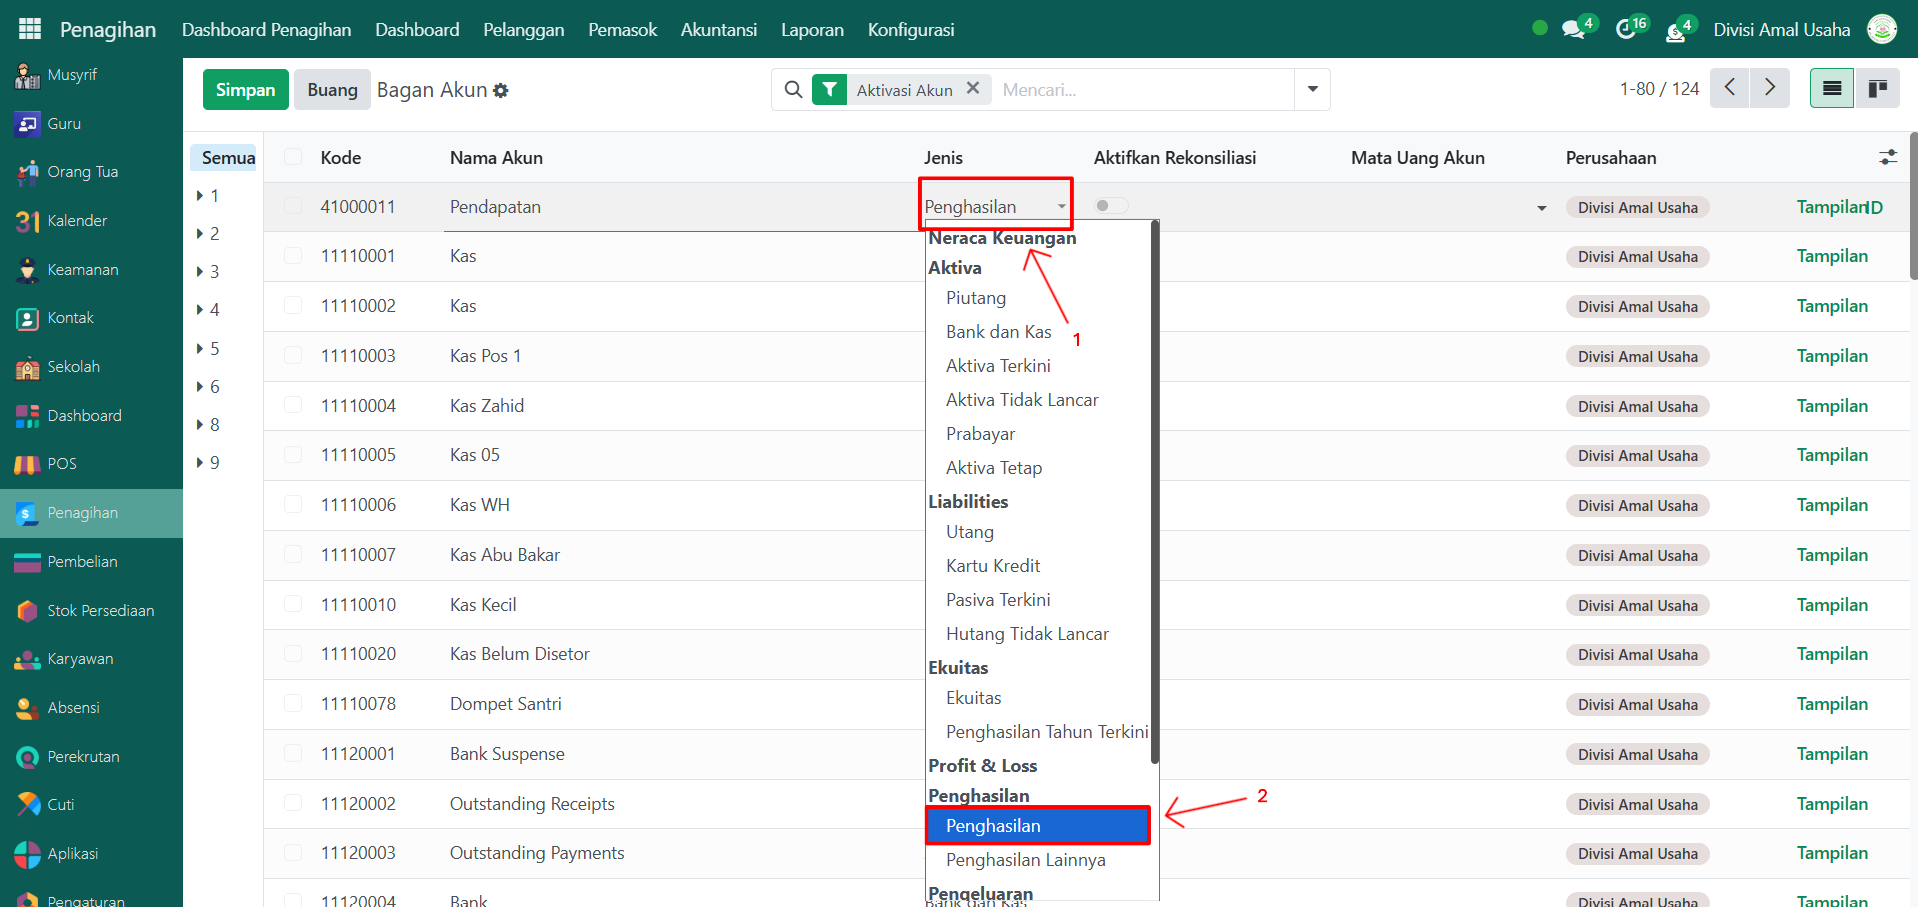 Penagihan Dashboard Penagihan Dashboard Pelanggan Pemasok Akuntansi Laporan Konfigurasi 4 16 4 Divisi Amal Usaha
Musyrif
Guru
Orang Tua
31 Kalender
Keamanan
Kontak
Sekolah
Dashboard
POS
Penagihan
Pembelian
Stok Persediaan
Karyawan
Absensi
Perekrutan
Cuti
Aplikasi
Pengaturan
Simpan Buang Bagan Akun Aktivasi Akun Mencari... 1-80 / 124
Semua
1
2
3
4
5
6
8
9
Kode Nama Akun Jenis Aktifkan Rekonsiliasi Mata Uang Akun Perusahaan
41000011 Pendapatan Penghasilan Divisi Amal Usaha Tampilan ID
11110001 Kas Divisi Amal Usaha Tampilan
11110002 Kas Divisi Amal Usaha Tampilan
11110003 Kas Pos 1 Divisi Amal Usaha Tampilan
11110004 Kas Zahid Divisi Amal Usaha Tampilan
11110005 Kas 05 Divisi Amal Usaha Tampilan
11110006 Kas WH Divisi Amal Usaha Tampilan
11110007 Kas Abu Bakar Divisi Amal Usaha Tampilan
11110010 Kas Kecil Divisi Amal Usaha Tampilan
11110020 Kas Belum Disetor Divisi Amal Usaha Tampilan
11110078 Dompet Santri Divisi Amal Usaha Tampilan
11120001 Bank Suspense Divisi Amal Usaha Tampilan
11120002 Outstanding Receipts Divisi Amal Usaha Tampilan
11120003 Outstanding Payments Divisi Amal Usaha Tampilan
11120004 Bank Bank dan Kas Divisi Amal Usaha Tampilan
Neraca Keuangan
Aktiva
Piutang
Bank dan Kas
Aktiva Terkini
Aktiva Tidak Lancar
Prabayar
Aktiva Tetap
Liabilities
Utang
Kartu Kredit
Pasiva Terkini
Hutang Tidak Lancar
Ekuitas
Ekuitas
Penghasilan Tahun Terkini
Profit & Loss
Penghasilan
Penghasilan
Penghasilan Lainnya
Pengeluaran
1
2